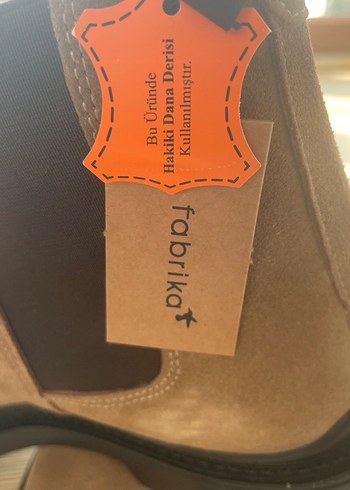 Bu Üründe
Hakiki Dana Derisi
Kullanılmıştır.
fabrika